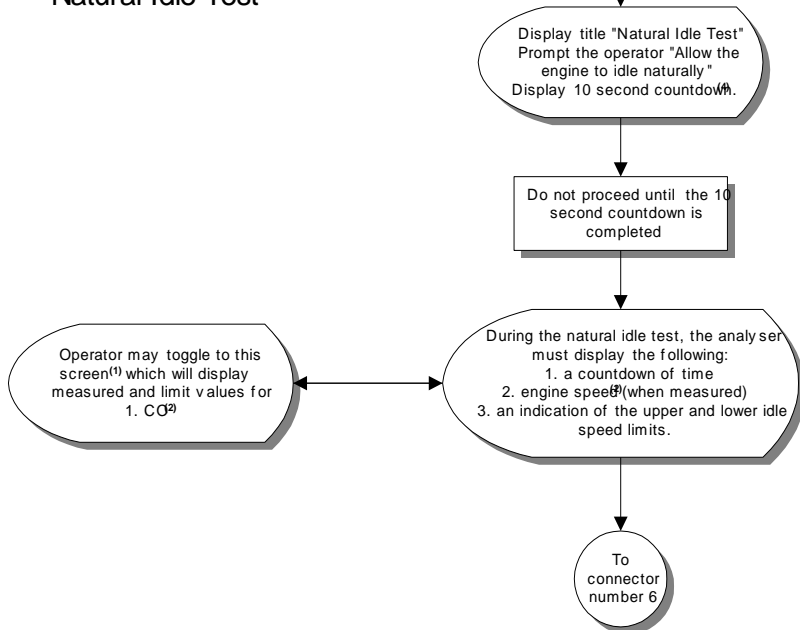 Natural Idle Test
Display title "Natural Idle Test"
Prompt the operator "Allow the
engine to idle naturally"
Display 10 second countdown.(4)
Do not proceed until the 10
second countdown is
completed
Operator may toggle to this
screen(1) which will display
measured and limit values for
1. CO(2)
During the natural idle test, the analyser
must display the following:
1. a countdown of time
2. engine speed(2) (when measured)
3. an indication of the upper and lower idle
speed limits.
To
connector
number 6